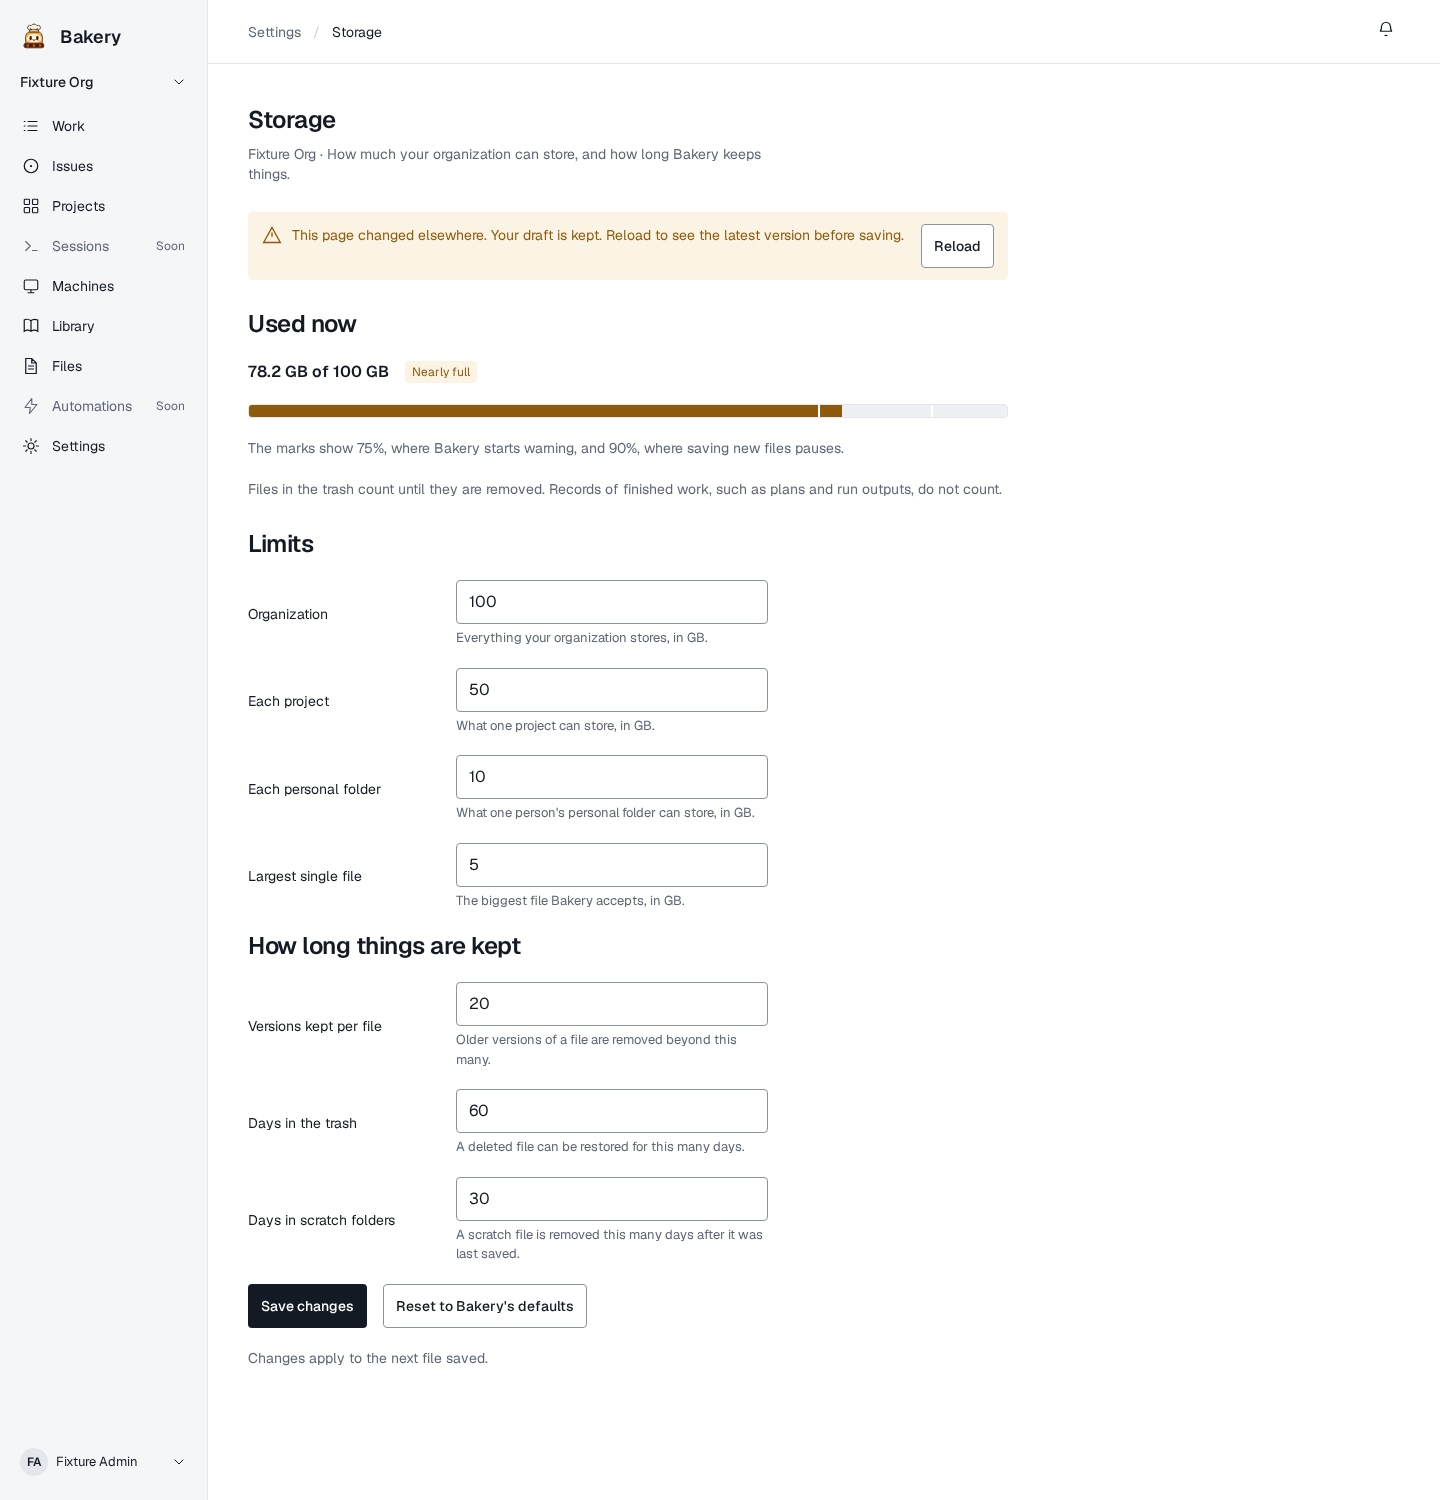 Bakery
Fixture Org
Work
Issues
Projects
Sessions Soon
Machines
Library
Files
Automations Soon
Settings
FA Fixture Admin
Settings / Storage
Storage
Fixture Org · How much your organization can store, and how long Bakery keeps
things.
This page changed elsewhere. Your draft is kept. Reload to see the latest version before saving.
Reload
Used now
78.2 GB of 100 GB Nearly full
The marks show 75%, where Bakery starts warning, and 90%, where saving new files pauses.
Files in the trash count until they are removed. Records of finished work, such as plans and run outputs, do not count.
Limits
Organization
100
Everything your organization stores, in GB.
Each project
50
What one project can store, in GB.
Each personal folder
10
What one person's personal folder can store, in GB.
Largest single file
5
The biggest file Bakery accepts, in GB.
How long things are kept
Versions kept per file
20
Older versions of a file are removed beyond this
many.
Days in the trash
60
A deleted file can be restored for this many days.
Days in scratch folders
30
A scratch file is removed this many days after it was
last saved.
Save changes
Reset to Bakery's defaults
Changes apply to the next file saved.